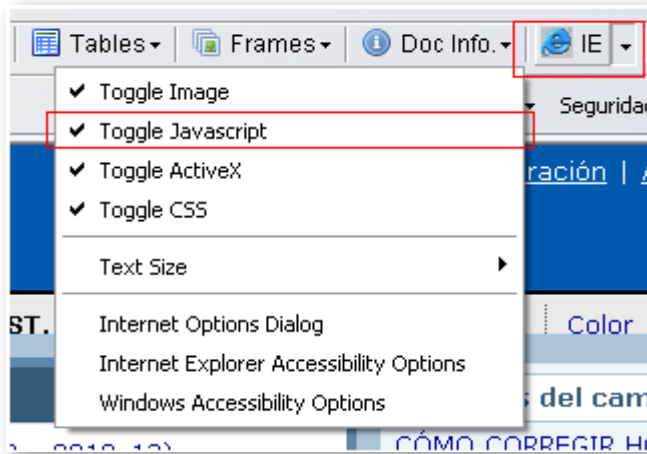 Tables Frames Doc Info. IE
Toggle Image
Seguridad
Toggle Javascript
Toggle ActiveX
ración |
Toggle CSS
Text Size
ST.
Internet Options Dialog
Color
Internet Explorer Accessibility Options
Windows Accessibility Options
s del cam
CÓMO CORREGIR